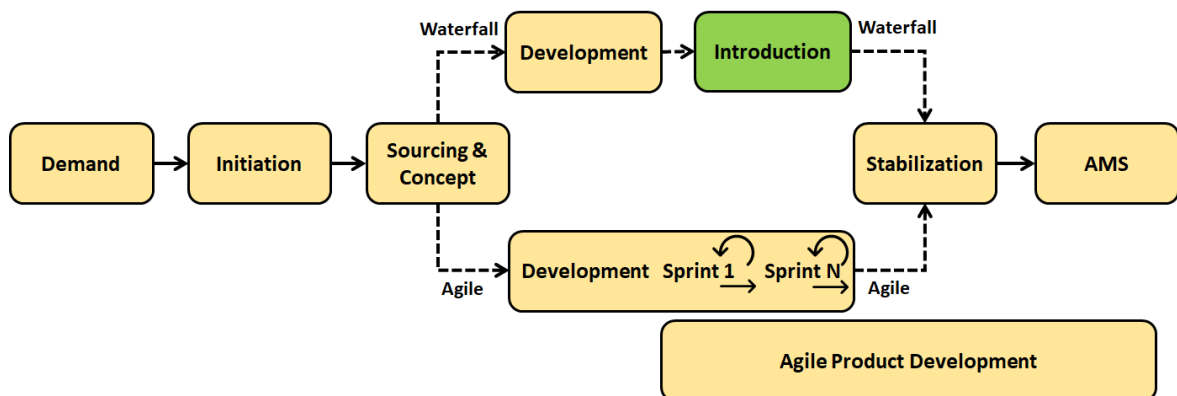 Waterfall
Development
Introduction
Waterfall
Demand
Initiation
Sourcing &
Concept
Stabilization
AMS
Development Sprint 1 Sprint N
Agile
Agile
Agile Product Development